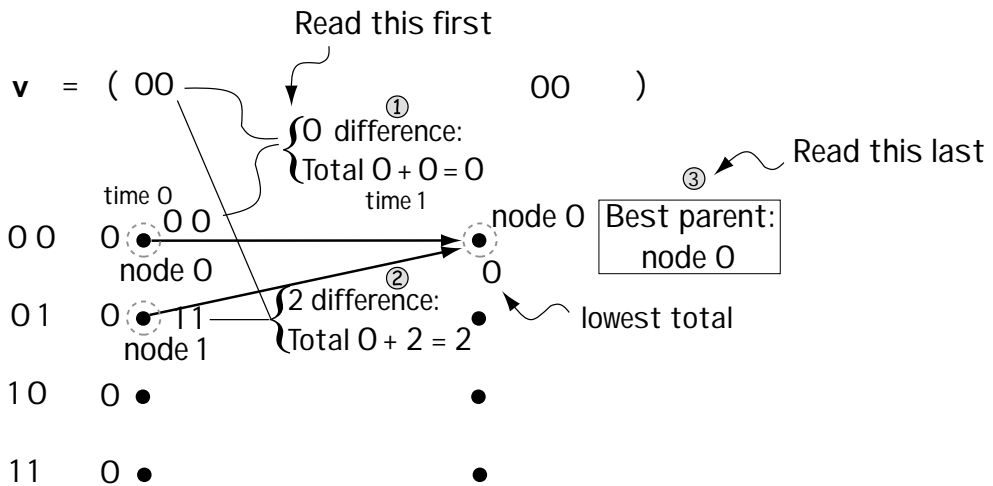 Read this first
v = ( 00 00 )
1
0 difference:
Total 0 + 0 = 0
Read this last
3
time 0
time 1
00 0 00
node 0
node 0
Best parent:
node 0
0
2
2 difference:
Total 0 + 2 = 2
01 0 11
node 1
lowest total
10 0
11 0